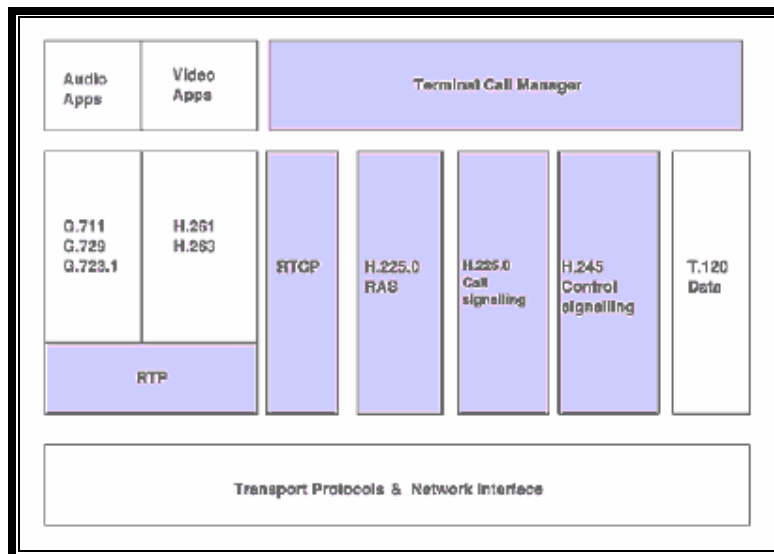 Audio
Apps
Video
Apps
Terminal Call Manager
G.711
G.729
G.723.1
H.261
H.263
RTP
RTCP
H.225.0
RAS
H.225.0
Call
signalling
H.245
Control
signalling
T.120
Data
Transport Protocols & Network Interface